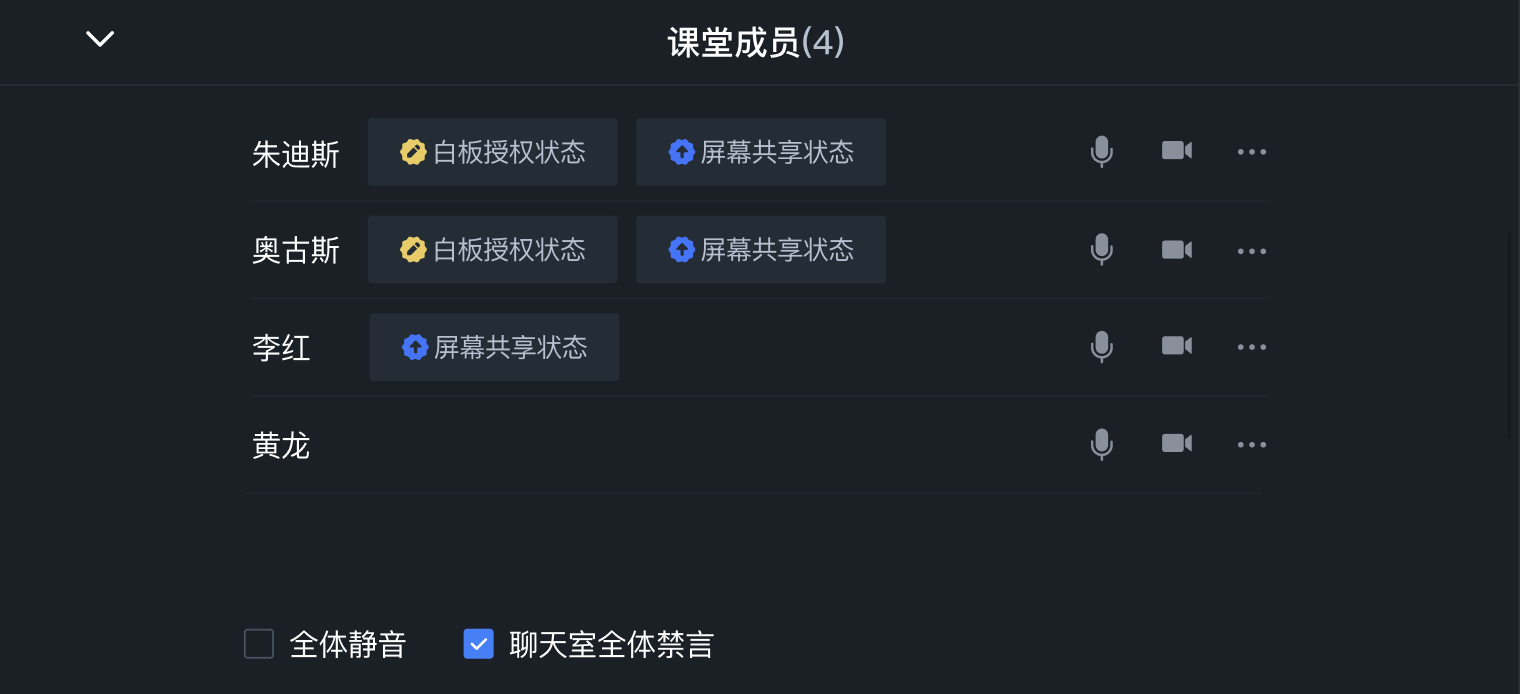 课堂成员(4)
朱迪斯 白板授权状态 屏幕共享状态
奥古斯 白板授权状态 屏幕共享状态
李红 屏幕共享状态
黄龙
全体静音 聊天室全体禁言